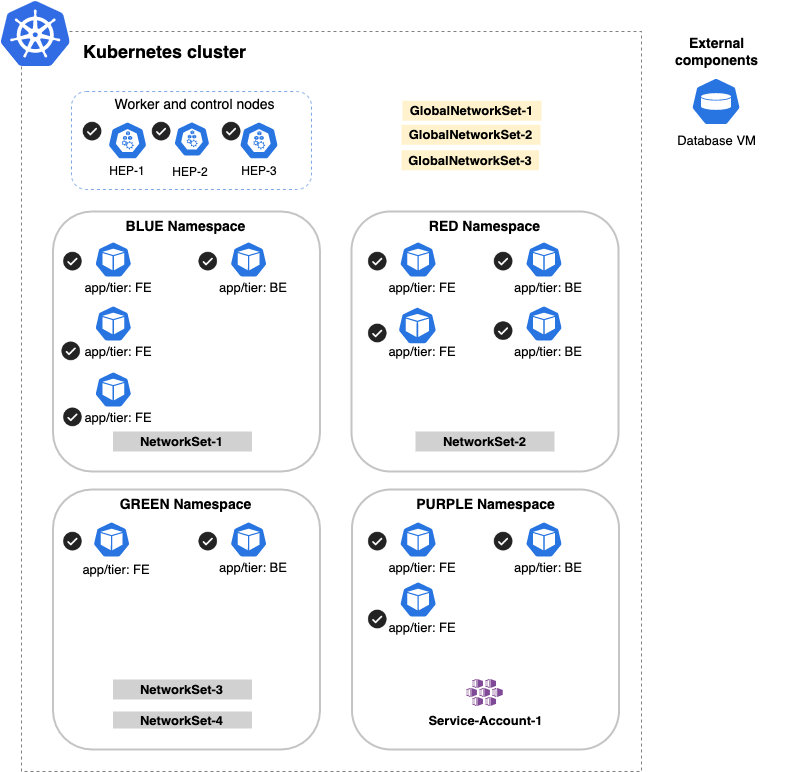 Kubernetes cluster
External
components
Database VM
Worker and control nodes
HEP-1
HEP-2
HEP-3
GlobalNetworkSet-1
GlobalNetworkSet-2
GlobalNetworkSet-3
BLUE Namespace
app/tier: FE
app/tier: BE
app/tier: FE
app/tier: FE
NetworkSet-1
RED Namespace
app/tier: FE
app/tier: BE
app/tier: FE
app/tier: BE
NetworkSet-2
GREEN Namespace
app/tier: FE
app/tier: BE
NetworkSet-3
NetworkSet-4
PURPLE Namespace
app/tier: FE
app/tier: BE
app/tier: FE
Service-Account-1